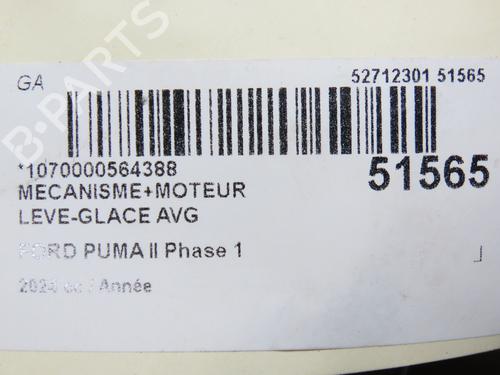 GA
52712301 51565
*1070000564388
51565
MECANISME+MOTEUR
LEVE-GLACE AVG
FORD PUMA II Phase 1
Année
B-PARTS